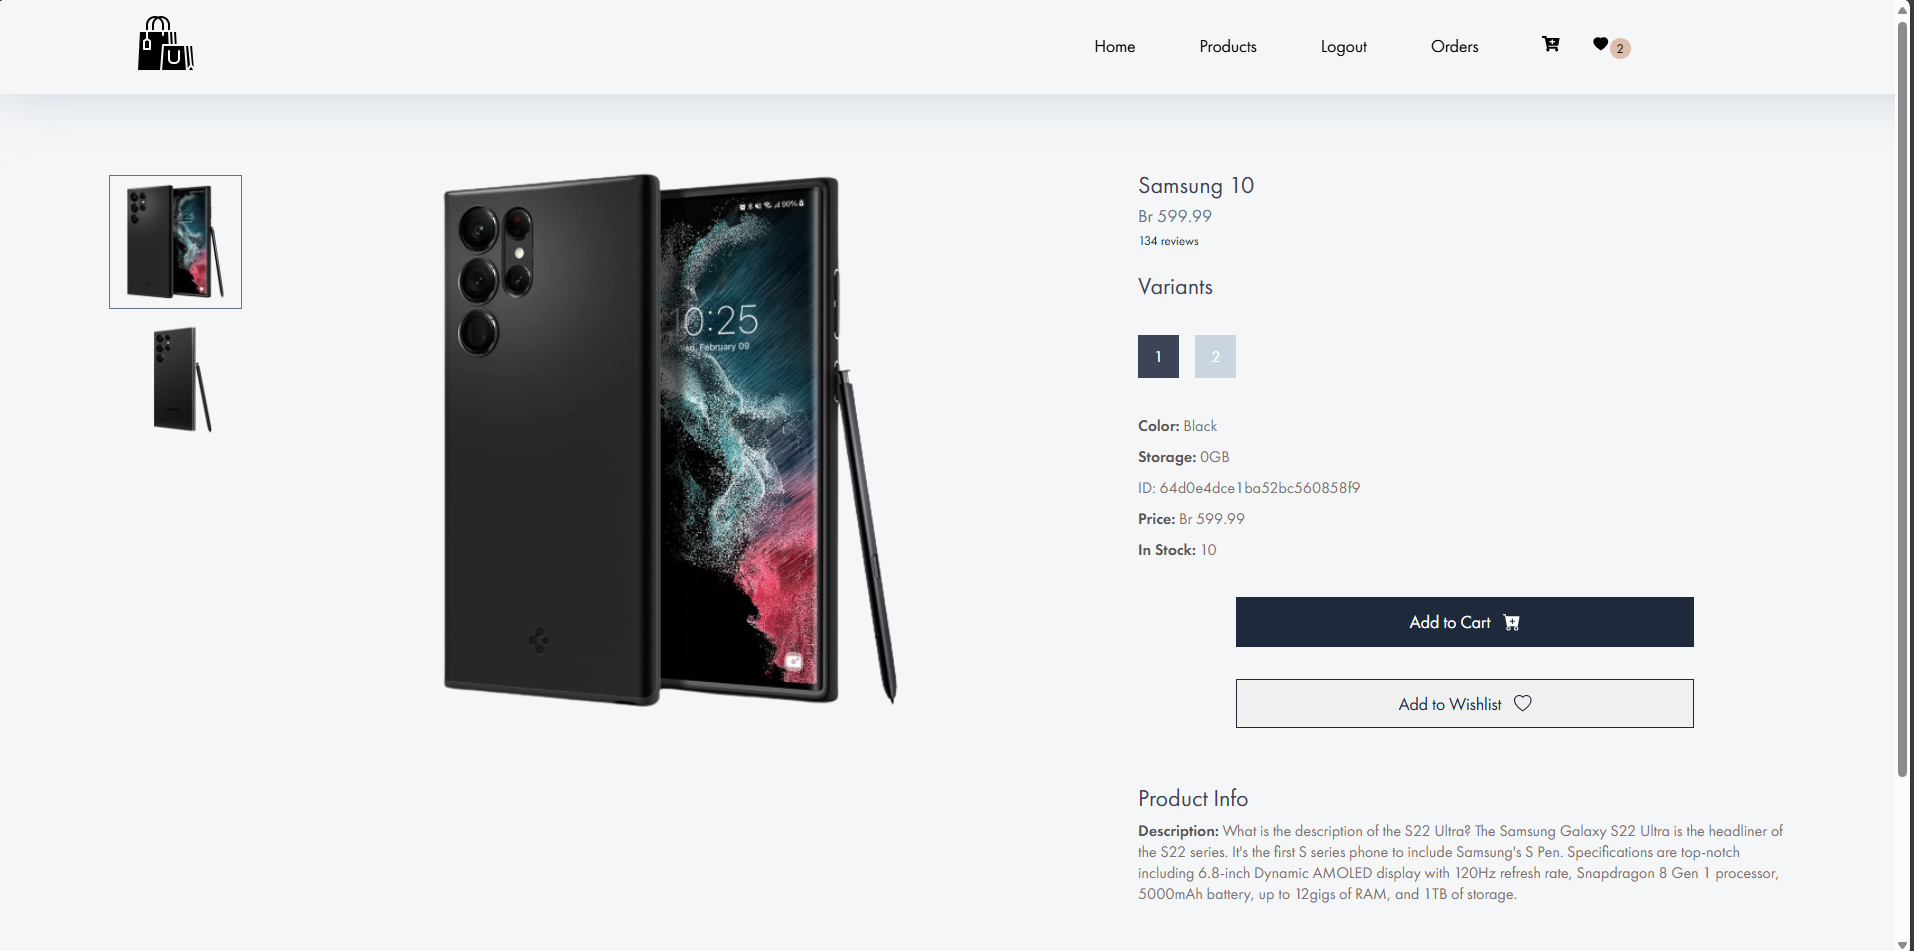 Home Products Logout Orders 2
Samsung 10
Br 599.99
134 reviews
Variants
1 2
Color: Black
Storage: 0GB
ID: 64d0e4dce1ba52bc560858f9
Price: Br 599.99
In Stock: 10
Add to Cart
Add to Wishlist
Product Info
Description: What is the description of the S22 Ultra? The Samsung Galaxy S22 Ultra is the headliner of
the S22 series. It's the first S series phone to include Samsung's S Pen. Specifications are top-notch
including 6.8-inch Dynamic AMOLED display with 120Hz refresh rate, Snapdragon 8 Gen 1 processor,
5000mAh battery, up to 12gigs of RAM, and 1TB of storage.
90%
0:25
ed, February 09